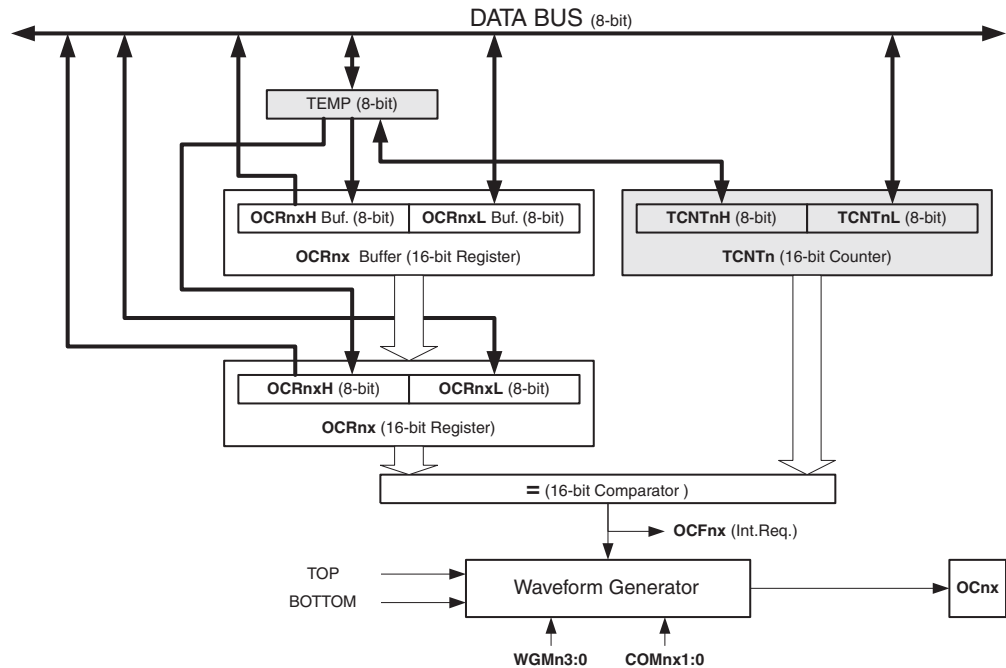 DATA BUS (8-bit)
TEMP (8-bit)
OCRnxH Buf. (8-bit) OCRnxL Buf. (8-bit)
OCRnx Buffer (16-bit Register)
TCNTnH (8-bit) TCNTnL (8-bit)
TCNTn (16-bit Counter)
OCRnxH (8-bit) OCRnxL (8-bit)
OCRnx (16-bit Register)
= (16-bit Comparator )
OCFnx (Int.Req.)
TOP
BOTTOM
Waveform Generator
OCnx
WGMn3:0 COMnx1:0